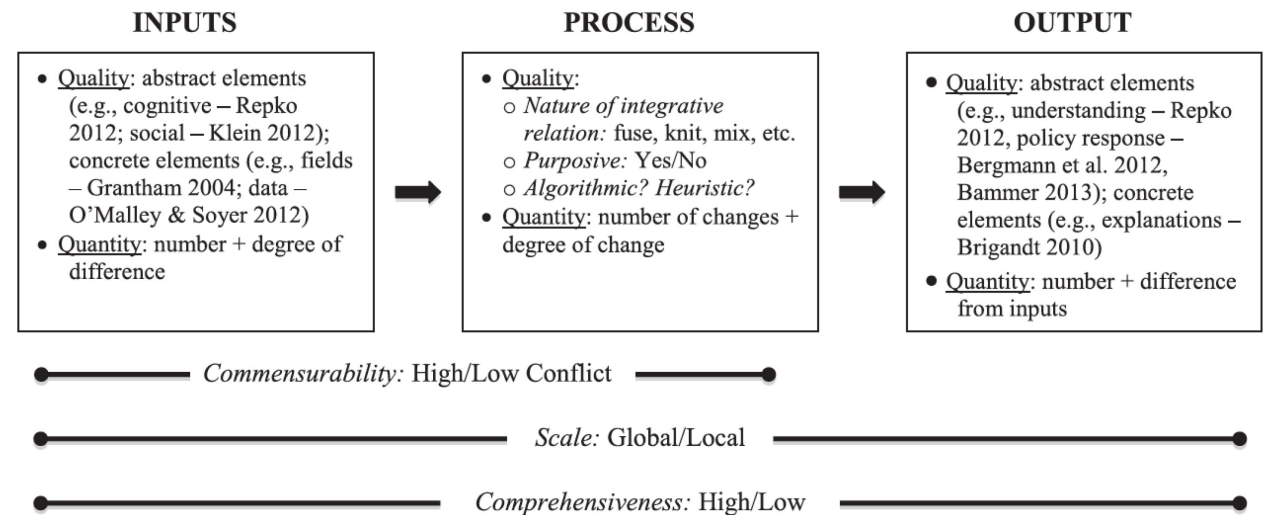 INPUTS
• Quality: abstract elements
(e.g., cognitive – Repko
2012; social – Klein 2012);
concrete elements (e.g., fields
– Grantham 2004; data –
O’Malley & Soyer 2012)
• Quantity: number + degree of
difference
PROCESS
• Quality:
○ Nature of integrative
relation: fuse, knit, mix, etc.
○ Purposive: Yes/No
○ Algorithmic? Heuristic?
• Quantity: number of changes +
degree of change
OUTPUT
• Quality: abstract elements
(e.g., understanding – Repko
2012, policy response –
Bergmann et al. 2012,
Bammer 2013); concrete
elements (e.g., explanations –
Brigandt 2010)
• Quantity: number + difference
from inputs
Commensurability: High/Low Conflict
Scale: Global/Local
Comprehensiveness: High/Low